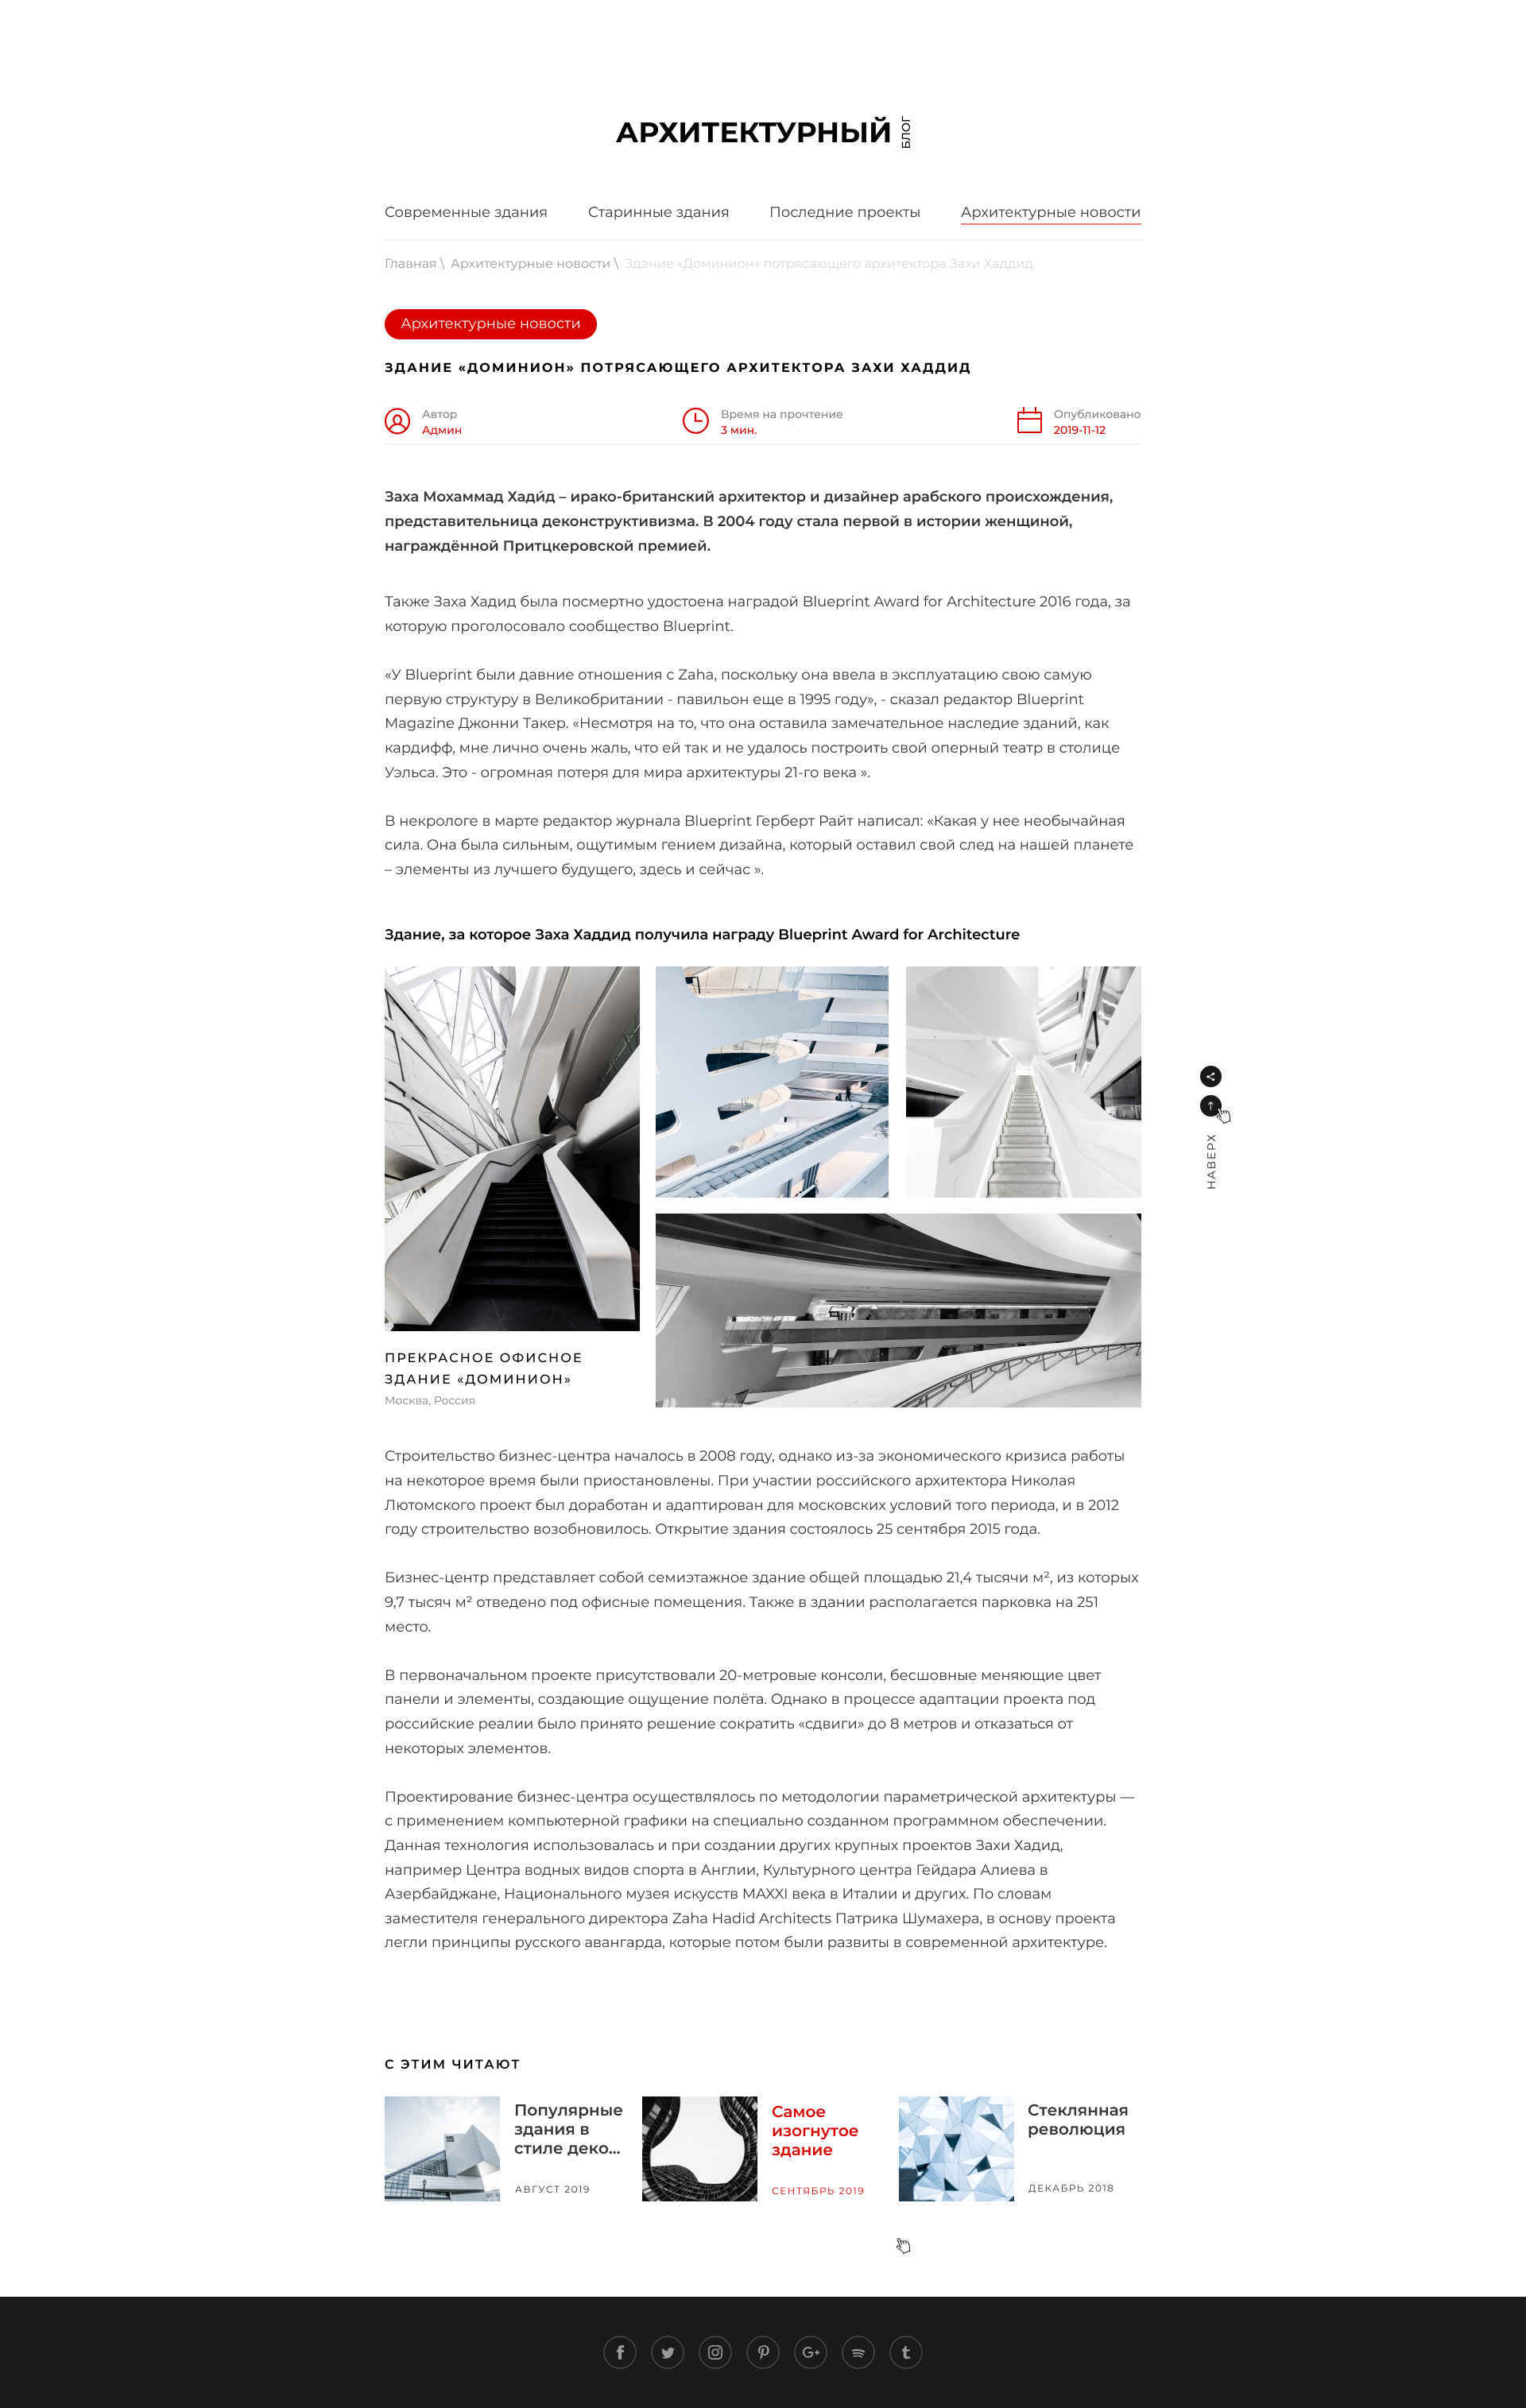 АРХИТЕКТУРНЫЙ БЛОГ
Современные здания Старинные здания Последние проекты Архитектурные новости
Главная \ Архитектурные новости \ Здание «Доминион» потрясающего архитектора Захи Хаддид
Архитектурные новости
ЗДАНИЕ «ДОМИНИОН» ПОТРЯСАЮЩЕГО АРХИТЕКТОРА ЗАХИ ХАДДИД
Автор
Админ
Время на прочтение
3 мин.
Опубликовано
2019-11-12
Заха Мохаммад Хади́д – ирако-британский архитектор и дизайнер арабского происхождения,
представительница деконструктивизма. В 2004 году стала первой в истории женщиной,
награждённой Притцкеровской премией.
Также Заха Хадид была посмертно удостоена наградой Blueprint Award for Architecture 2016 года, за
которую проголосовало сообщество Blueprint.
«У Blueprint были давние отношения с Zaha, поскольку она ввела в эксплуатацию свою самую
первую структуру в Великобритании - павильон еще в 1995 году», - сказал редактор Blueprint
Magazine Джонни Такер. «Несмотря на то, что она оставила замечательное наследие зданий, как
кардифф, мне лично очень жаль, что ей так и не удалось построить свой оперный театр в столице
Уэльса. Это - огромная потеря для мира архитектуры 21-го века ».
В некрологе в марте редактор журнала Blueprint Герберт Райт написал: «Какая у нее необычайная
сила. Она была сильным, ощутимым гением дизайна, который оставил свой след на нашей планете
– элементы из лучшего будущего, здесь и сейчас ».
Здание, за которое Заха Хаддид получила награду Blueprint Award for Architecture
НАВЕРХ
ПРЕКРАСНОЕ ОФИСНОЕ
ЗДАНИЕ «ДОМИНИОН»
Москва, Россия
Строительство бизнес-центра началось в 2008 году, однако из-за экономического кризиса работы
на некоторое время были приостановлены. При участии российского архитектора Николая
Лютомского проект был доработан и адаптирован для московских условий того периода, и в 2012
году строительство возобновилось. Открытие здания состоялось 25 сентября 2015 года.
Бизнес-центр представляет собой семиэтажное здание общей площадью 21,4 тысячи м², из которых
9,7 тысяч м² отведено под офисные помещения. Также в здании располагается парковка на 251
место.
В первоначальном проекте присутствовали 20-метровые консоли, бесшовные меняющие цвет
панели и элементы, создающие ощущение полёта. Однако в процессе адаптации проекта под
российские реалии было принято решение сократить «сдвиги» до 8 метров и отказаться от
некоторых элементов.
Проектирование бизнес-центра осуществлялось по методологии параметрической архитектуры —
с применением компьютерной графики на специально созданном программном обеспечении.
Данная технология использовалась и при создании других крупных проектов Захи Хадид,
например Центра водных видов спорта в Англии, Культурного центра Гейдара Алиева в
Азербайджане, Национального музея искусств MAXXI века в Италии и других. По словам
заместителя генерального директора Zaha Hadid Architects Патрика Шумахера, в основу проекта
легли принципы русского авангарда, которые потом были развиты в современной архитектуре.
С ЭТИМ ЧИТАЮТ
Популярные
здания в
стиле деко...
АВГУСТ 2019
Самое
изогнутое
здание
СЕНТЯБРЬ 2019
Стеклянная
революция
ДЕКАБРЬ 2018